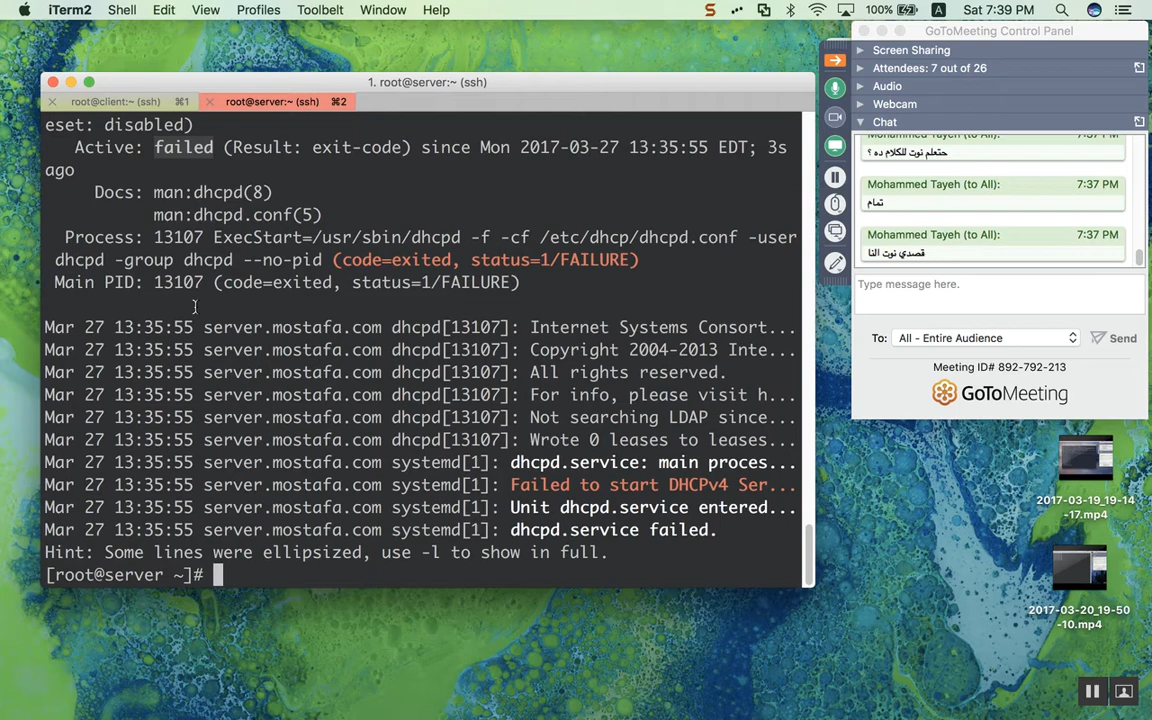 iTerm2 Shell Edit View Profiles Toolbelt Window Help
100% A Sat 7:39 PM
1. root@server:~ (ssh)
root@client:~ (ssh) ⌘1
root@server:~ (ssh) ⌘2
eset: disabled)
Active: failed (Result: exit-code) since Mon 2017-03-27 13:35:55 EDT; 3s
ago
Docs: man:dhcpd(8)
man:dhcpd.conf(5)
Process: 13107 ExecStart=/usr/sbin/dhcpd -f -cf /etc/dhcp/dhcpd.conf -user
dhcpd -group dhcpd --no-pid (code=exited, status=1/FAILURE)
Main PID: 13107 (code=exited, status=1/FAILURE)
Mar 27 13:35:55 server.mostafa.com dhcpd[13107]: Internet Systems Consort...
Mar 27 13:35:55 server.mostafa.com dhcpd[13107]: Copyright 2004-2013 Inte...
Mar 27 13:35:55 server.mostafa.com dhcpd[13107]: All rights reserved.
Mar 27 13:35:55 server.mostafa.com dhcpd[13107]: For info, please visit h...
Mar 27 13:35:55 server.mostafa.com dhcpd[13107]: Not searching LDAP since...
Mar 27 13:35:55 server.mostafa.com dhcpd[13107]: Wrote 0 leases to leases...
Mar 27 13:35:55 server.mostafa.com systemd[1]: dhcpd.service: main proces...
Mar 27 13:35:55 server.mostafa.com systemd[1]: Failed to start DHCPv4 Ser...
Mar 27 13:35:55 server.mostafa.com systemd[1]: Unit dhcpd.service entered...
Mar 27 13:35:55 server.mostafa.com systemd[1]: dhcpd.service failed.
Hint: Some lines were ellipsized, use -l to show in full.
[root@server ~]#
GoToMeeting Control Panel
Screen Sharing
Attendees: 7 out of 26
Audio
Webcam
Chat
Mohammed Tayeh (to All): 7:37 PM
حتعلم نوت للكلام ده ؟
Mohammed Tayeh (to All): 7:37 PM
تمام
Mohammed Tayeh (to All): 7:37 PM
قصدي نوت النا
Type message here.
To: All - Entire Audience Send
Meeting ID# 892-792-213
GoToMeeting
2017-03-19_19-14
-17.mp4
2017-03-20_19-50
-10.mp4